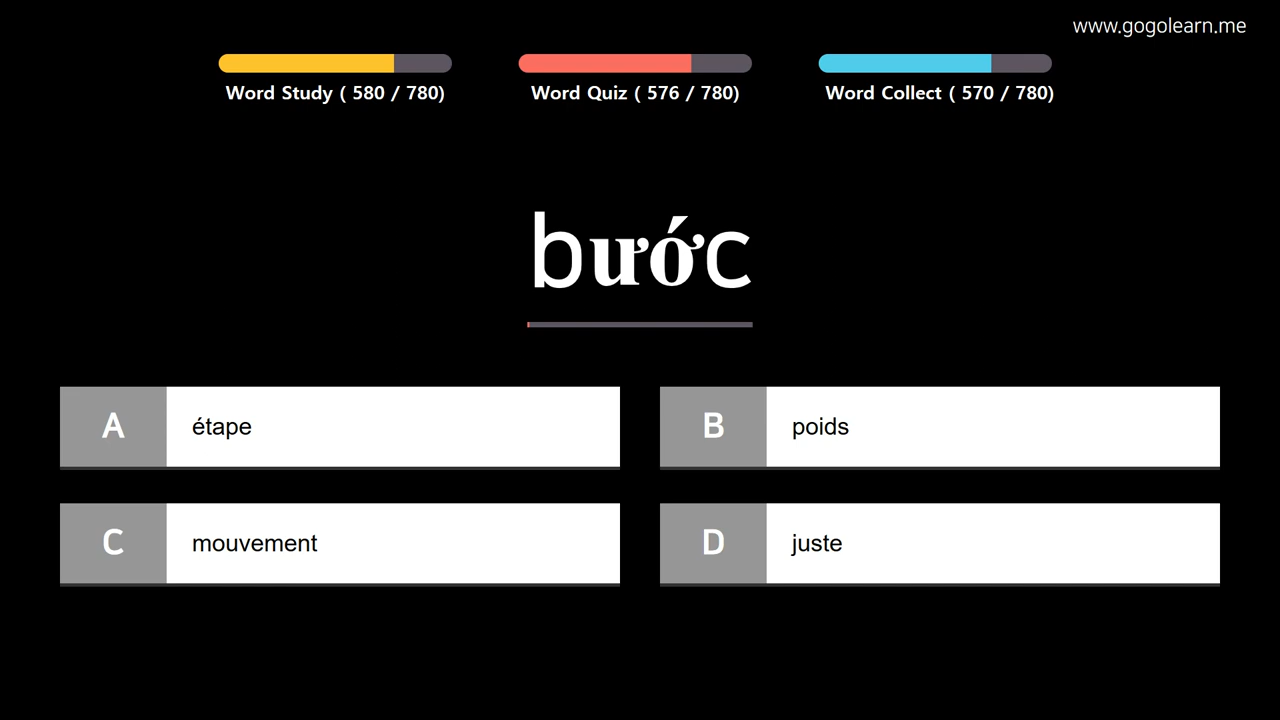 www.gogolearn.me
Word Study ( 580 / 780)
Word Quiz ( 576 / 780)
Word Collect ( 570 / 780)
bước
A étape
B poids
C mouvement
D juste